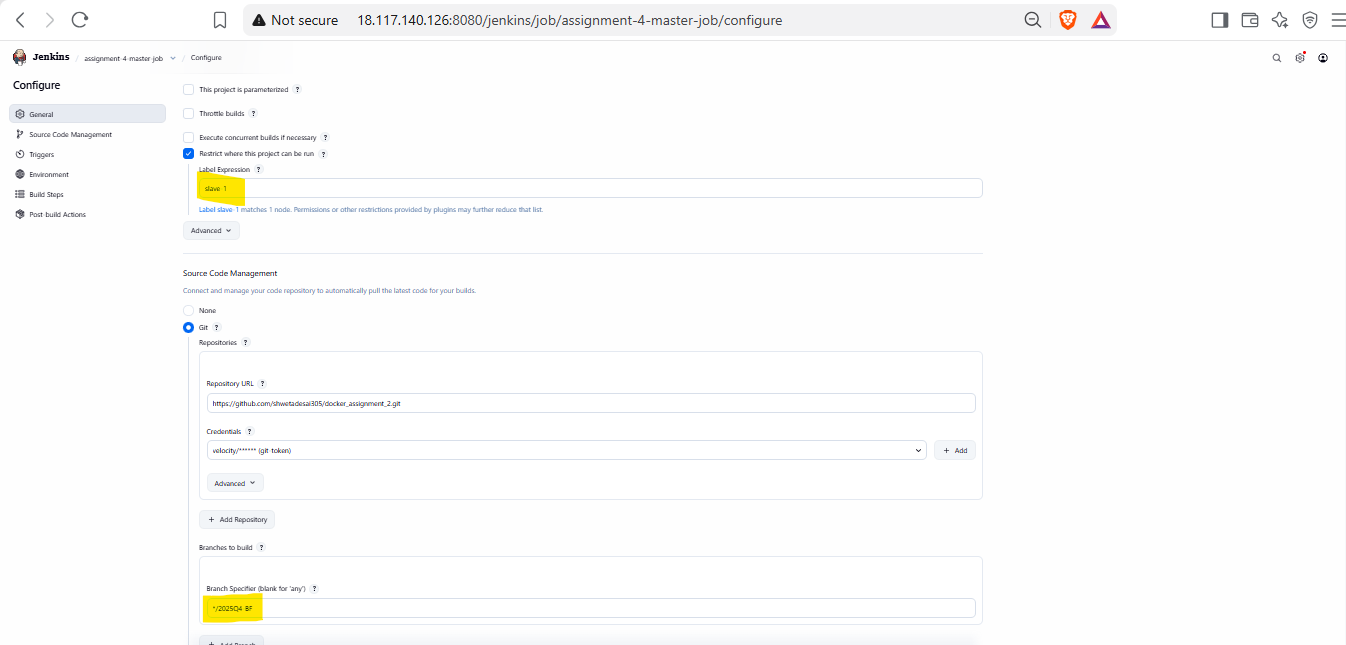 Not secure 18.117.140.126:8080/jenkins/job/assignment-4-master-job/configure
Jenkins / assignment-4-master-job / Configure
Configure
General
Source Code Management
Triggers
Environment
Build Steps
Post-build Actions
This project is parameterized ?
Throttle builds ?
Execute concurrent builds if necessary ?
Restrict where this project can be run ?
Label Expression ?
slave-1
Label slave-1 matches 1 node. Permissions or other restrictions provided by plugins may further reduce that list.
Advanced
Source Code Management
Connect and manage your code repository to automatically pull the latest code for your builds.
None
Git ?
Repositories ?
Repository URL ?
https://github.com/shwetadesai305/docker_assignment_2.git
Credentials ?
velocity/****** (git-token)
+ Add
Advanced
+ Add Repository
Branches to build ?
Branch Specifier (blank for 'any') ?
*/2025Q4-BF
+ Add Branch